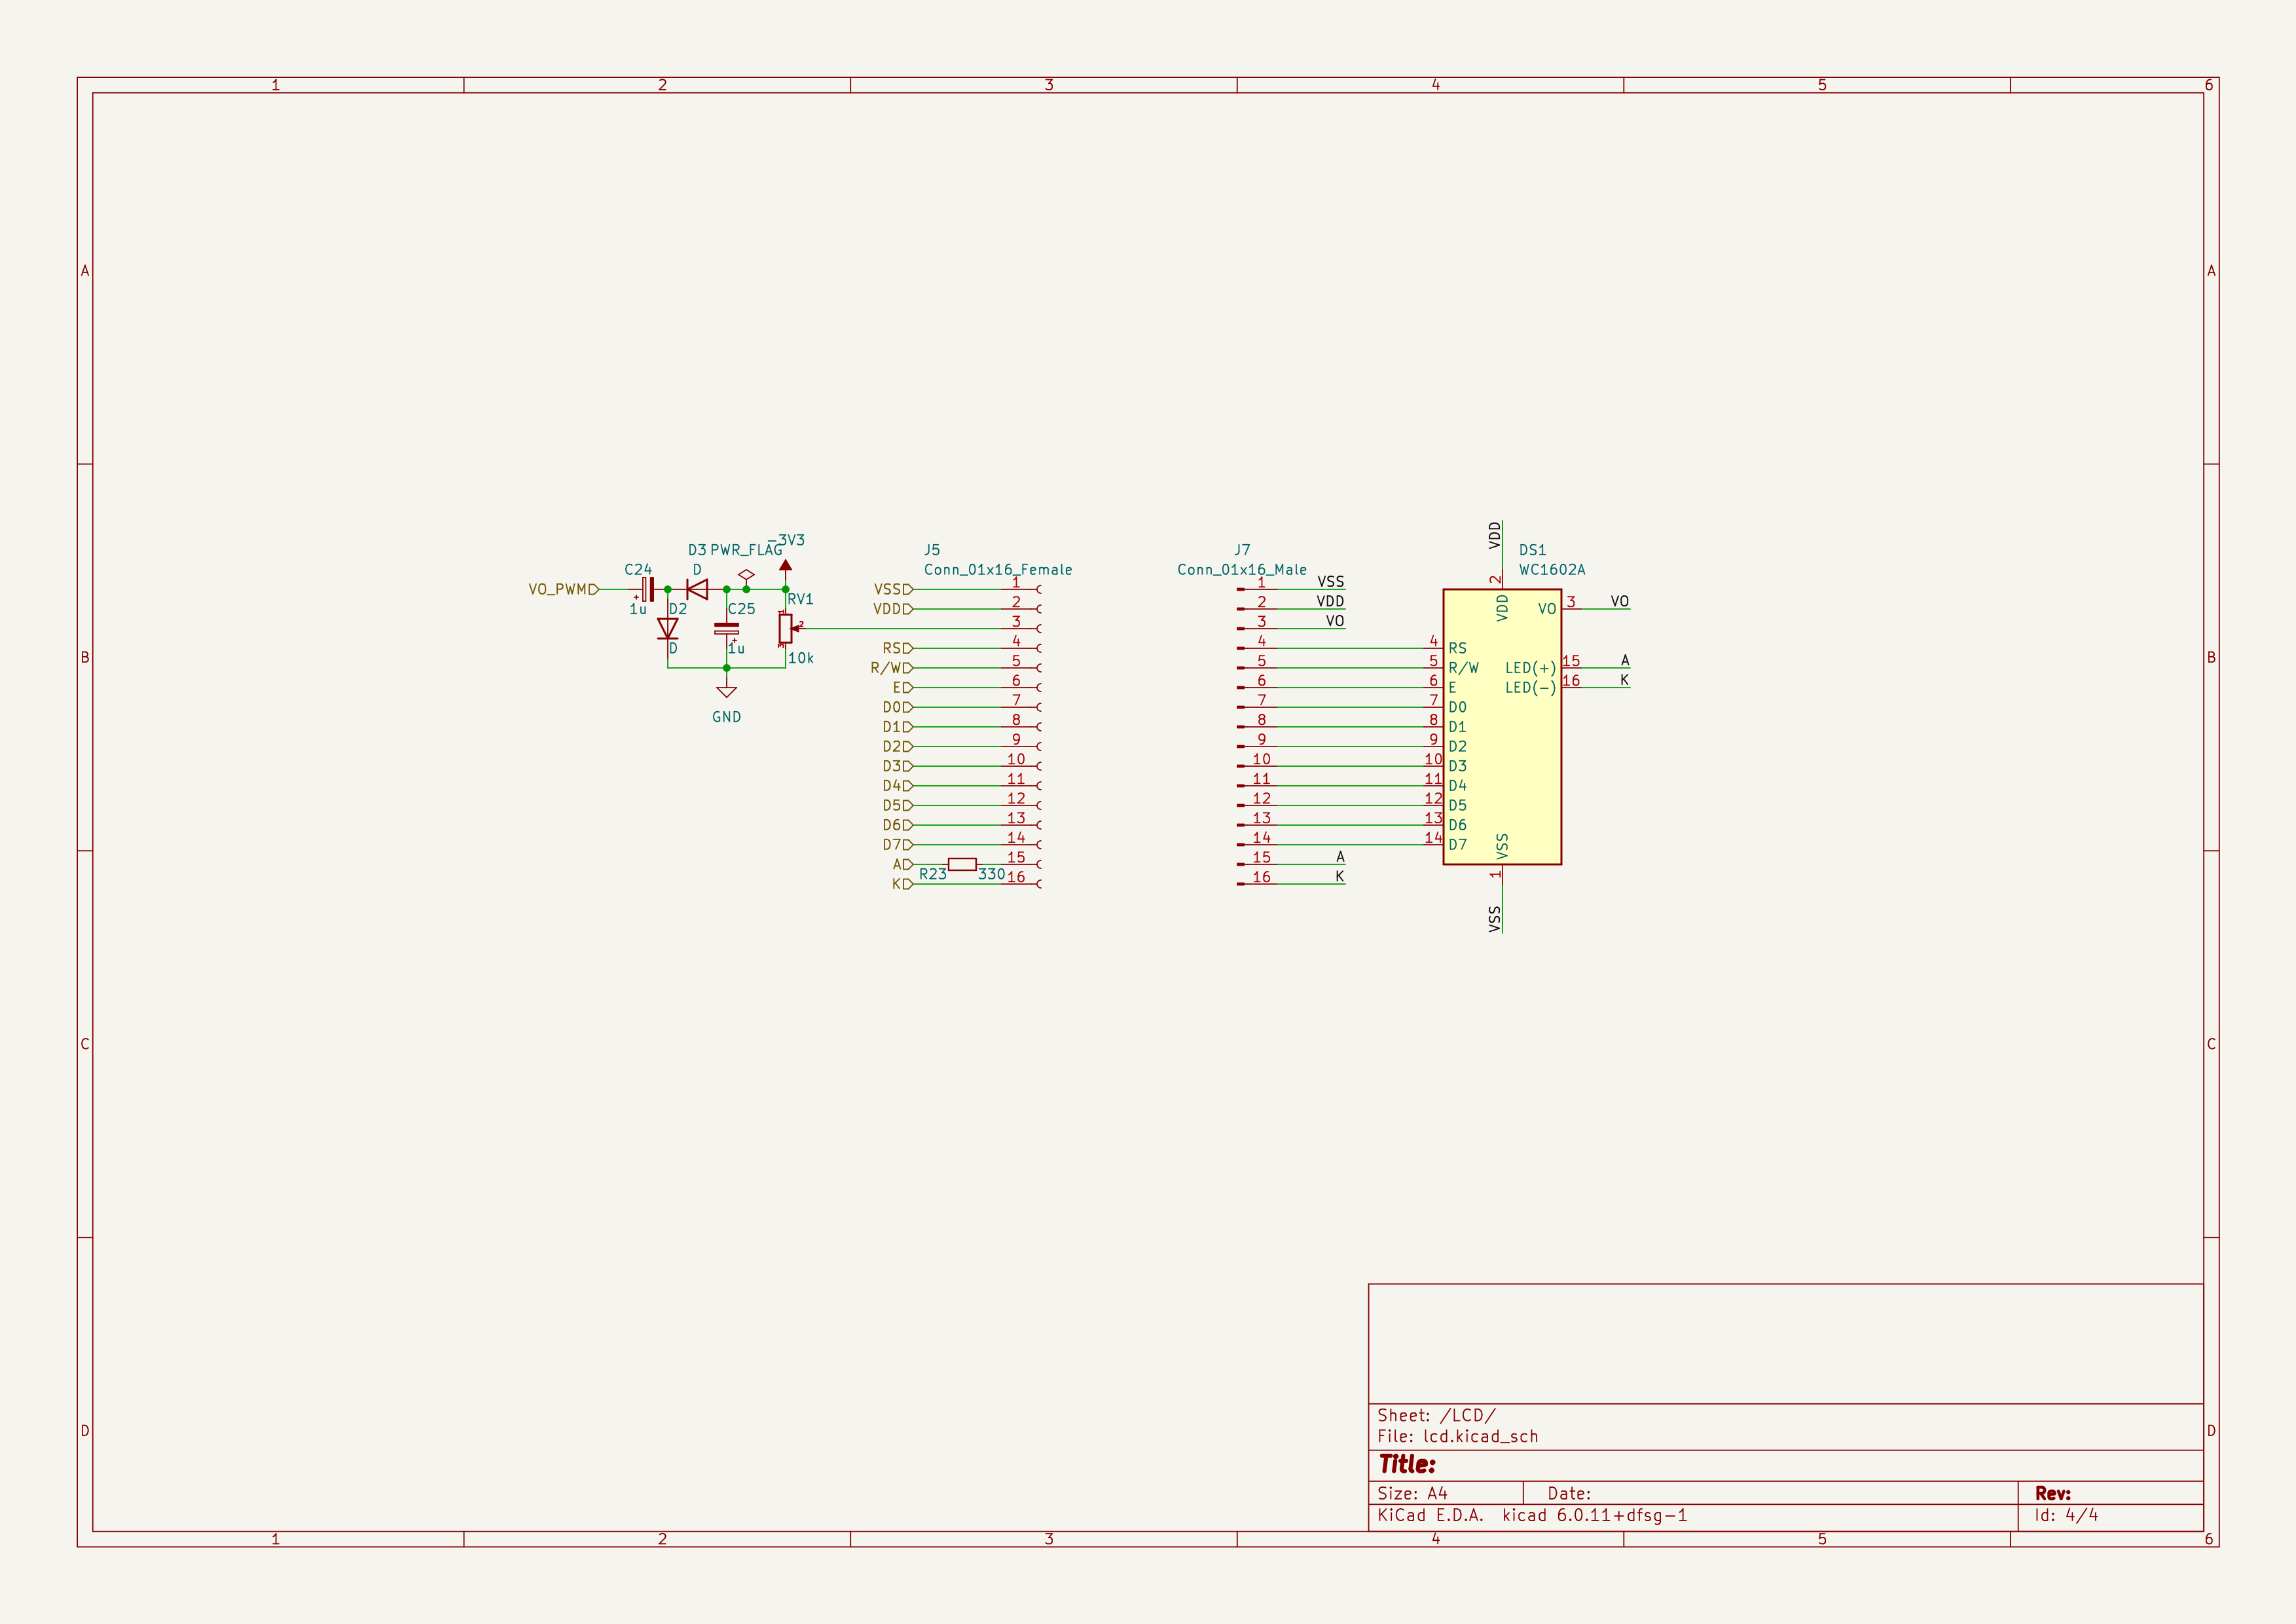 1 2 3 4 5 6
A A
B B
C C
D D
VO_PWM
C24
1u
D3
D
PWR_FLAG
-3V3
D2
D
C25
1u
RV1
1
2
3
10k
GND
J5
Conn_01x16_Female
VSS 1
VDD 2
3
RS 4
R/W 5
E 6
D0 7
D1 8
D2 9
D3 10
D4 11
D5 12
D6 13
D7 14
A 15
R23 330
K 16
J7
Conn_01x16_Male
1 VSS
2 VDD
3 VO
4
5
6
7
8
9
10
11
12
13
14
15 A
16 K
DS1
WC1602A
VDD
2
VDD
VO 3 VO
4 RS
5 R/W
LED(+) 15 A
6 E
LED(-) 16 K
7 D0
8 D1
9 D2
10 D3
11 D4
12 D5
13 D6
14 D7
VSS
1
VSS
Sheet: /LCD/
File: lcd.kicad_sch
Title:
Size: A4 Date: Rev:
KiCad E.D.A. kicad 6.0.11+dfsg-1 Id: 4/4
1 2 3 4 5 6